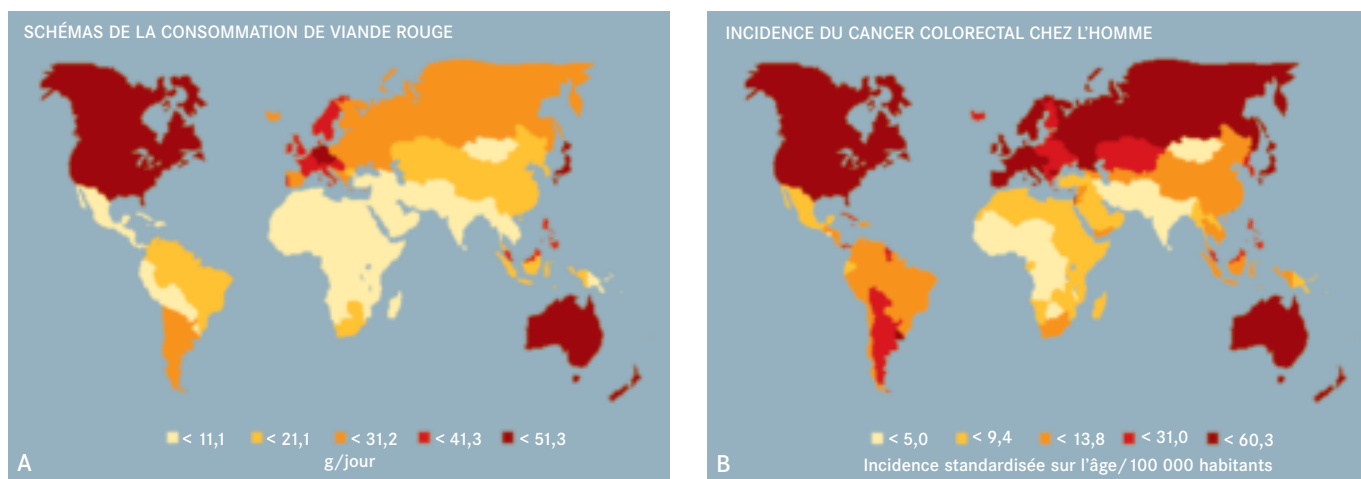 SCHÉMAS DE LA CONSOMMATION DE VIANDE ROUGE
< 11,1 < 21,1 < 31,2 < 41,3 < 51,3
g/jour
A
INCIDENCE DU CANCER COLORECTAL CHEZ L'HOMME
< 5,0 < 9,4 < 13,8 < 31,0 < 60,3
Incidence standardisée sur l'âge/100 000 habitants
B